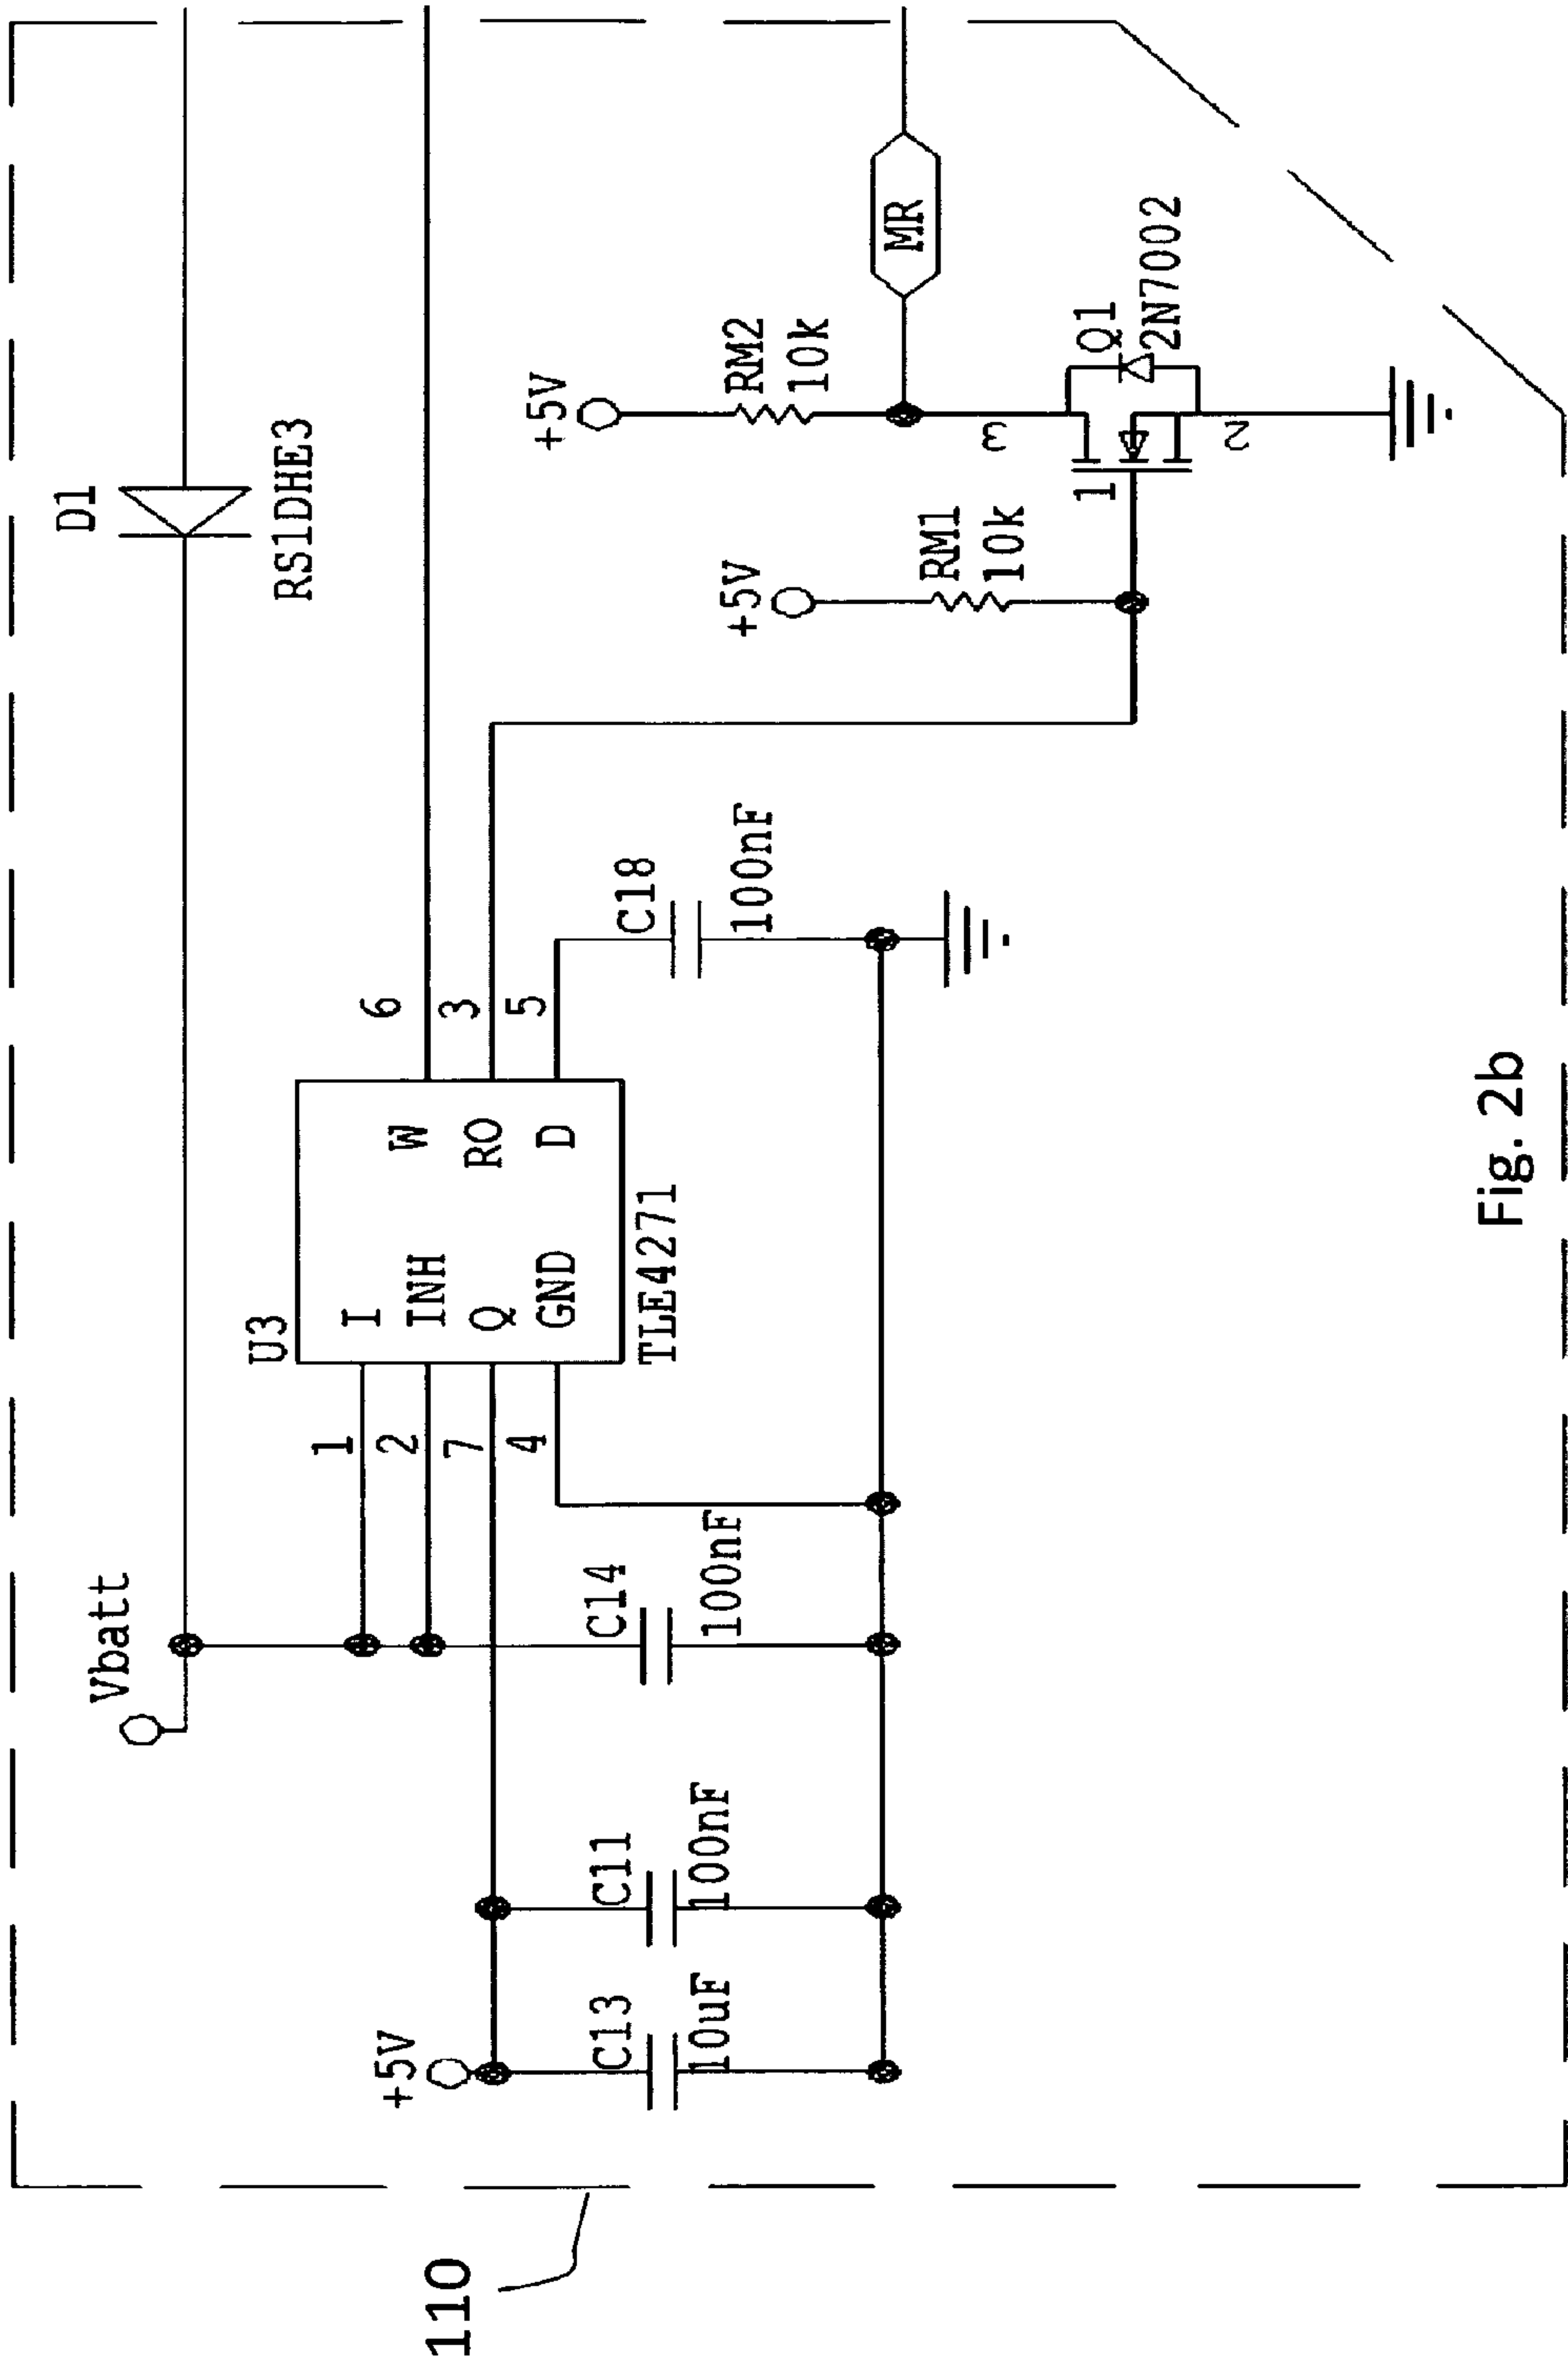 110
Vbatt
D1
RS1DHE3
+5V
C13
10uF
C11
100nF
C14
100nF
U3
1
2
7
4
I
INH
Q
GND
W
RO
D
TLE4271
6
3
5
C18
100nF
+5V
RM1
10k
+5V
RM2
10k
MR
1
3
2
Q1
2N7002
Fig. 2b